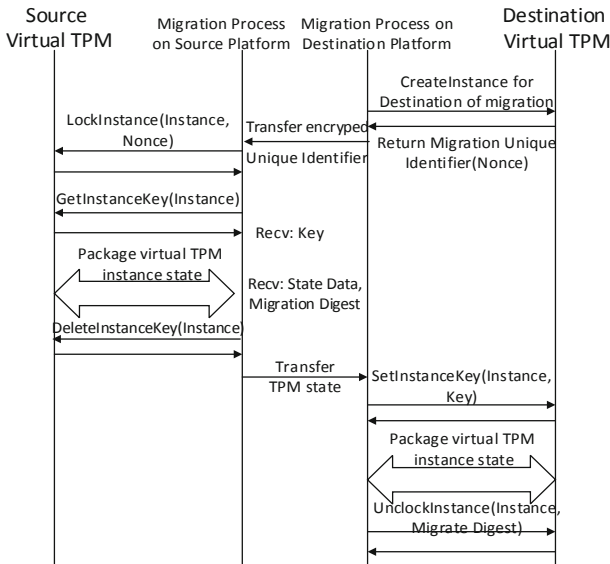 Source
Virtual TPM
Migration Process
on Source Platform
Migration Process on
Destination Platform
Destination
Virtual TPM
CreateInstance for
Destination of migration
LockInstance(Instance,
Nonce)
Transfer encryped
Unique Identifier
Return Migration Unique
Identifier(Nonce)
GetInstanceKey(Instance)
Recv: Key
Package virtual TPM
instance state
Recv: State Data,
Migration Digest
DeleteInstanceKey(Instance)
Transfer
TPM state
SetInstanceKey(Instance,
Key)
Package virtual TPM
instance state
UnclockInstance(Instance,
Migrate Digest)